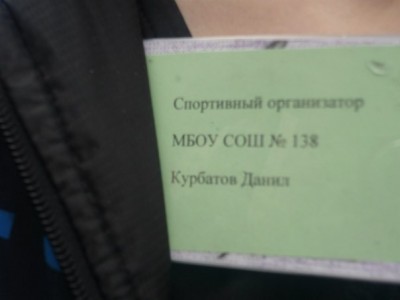 Спортивный организатор
МБОУ СОШ № 138
Курбатов Данил